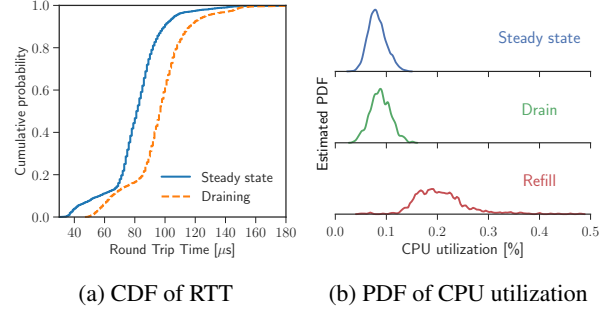 1.0
0.8
0.6
0.4
0.2
0.0
Cumulative probability
Steady state
Draining
40 60 80 100 120 140 160 180
Round Trip Time [μs]
(a) CDF of RTT
Estimated PDF
Steady state
Drain
Refill
0.0 0.1 0.2 0.3 0.4 0.5
CPU utilization [%]
(b) PDF of CPU utilization